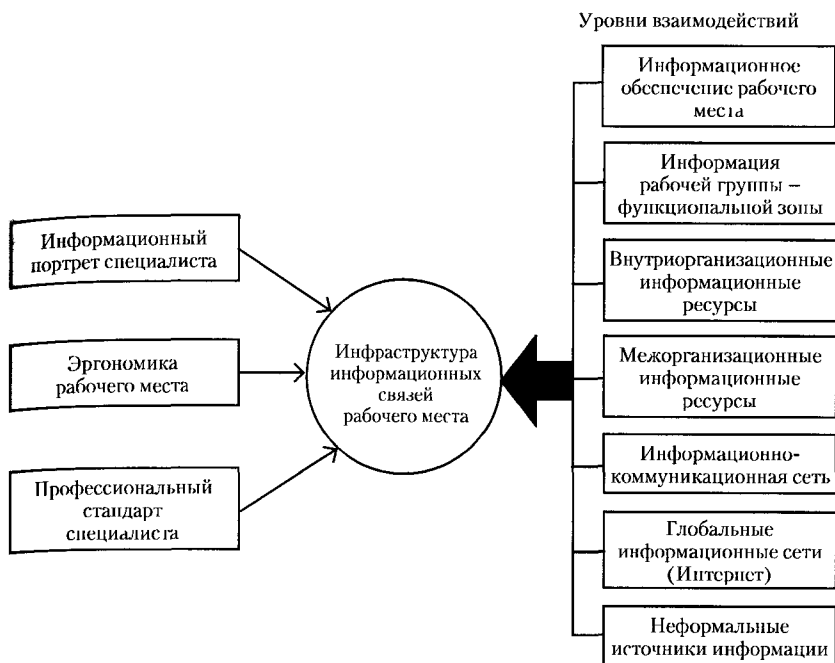 Уровни взаимодействий
Информационный
портрет специалиста
Эргономика
рабочего места
Профессиональный
стандарт
специалиста
Инфраструктура
информационных
связей
рабочего места
Информационное
обеспечение рабочего
места
Информация
рабочей группы –
функциональной зоны
Внутриорганизационные
информационные
ресурсы
Межорганизационные
информационные
ресурсы
Информационно-
коммуникационная сеть
Глобальные
информационные сети
(Интернет)
Неформальные
источники информации